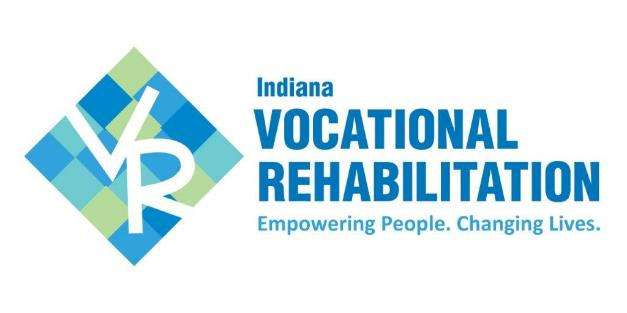 VR
Indiana
VOCATIONAL
REHABILITATION
Empowering People. Changing Lives.